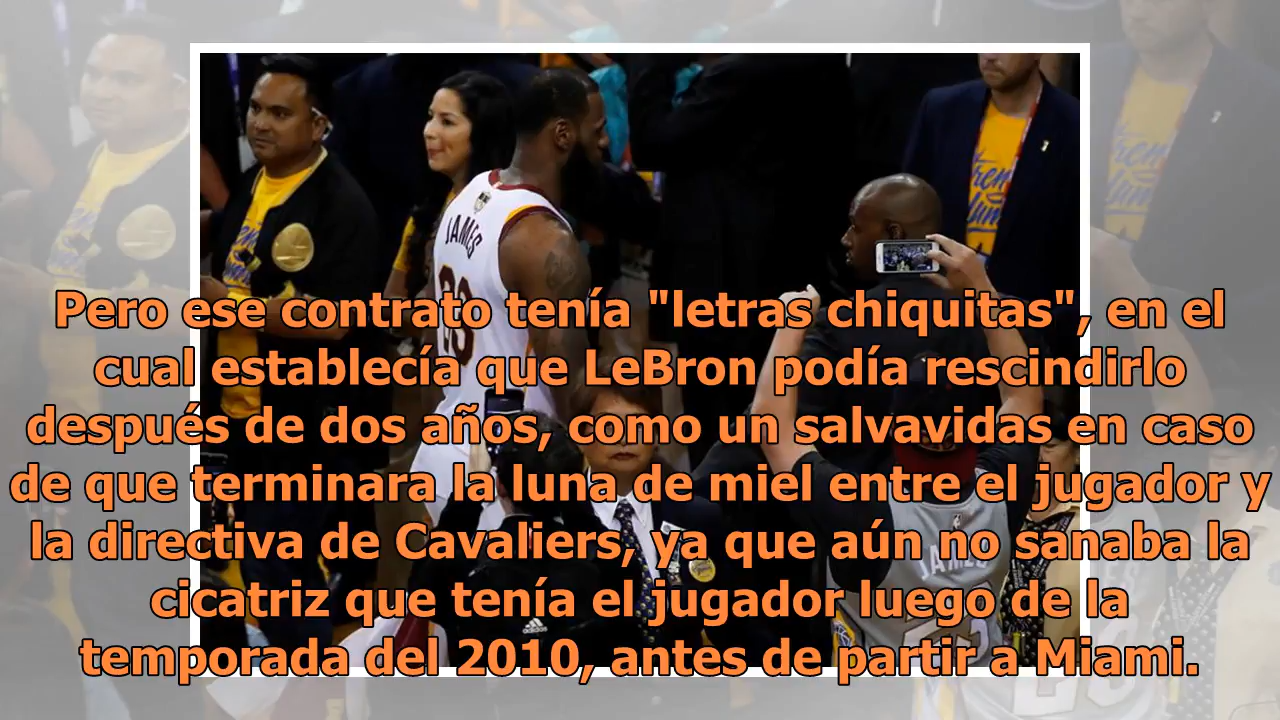 JAMES
Pero ese contrato tenía "letras chiquitas", en el
cual establecía que LeBron podía rescindirlo
después de dos años, como un salvavidas en caso
de que terminara la luna de miel entre el jugador y
la directiva de Cavaliers, ya que aún no sanaba la
cicatriz que tenía el jugador luego de la
temporada del 2010, antes de partir a Miami.
JAMES
adidas